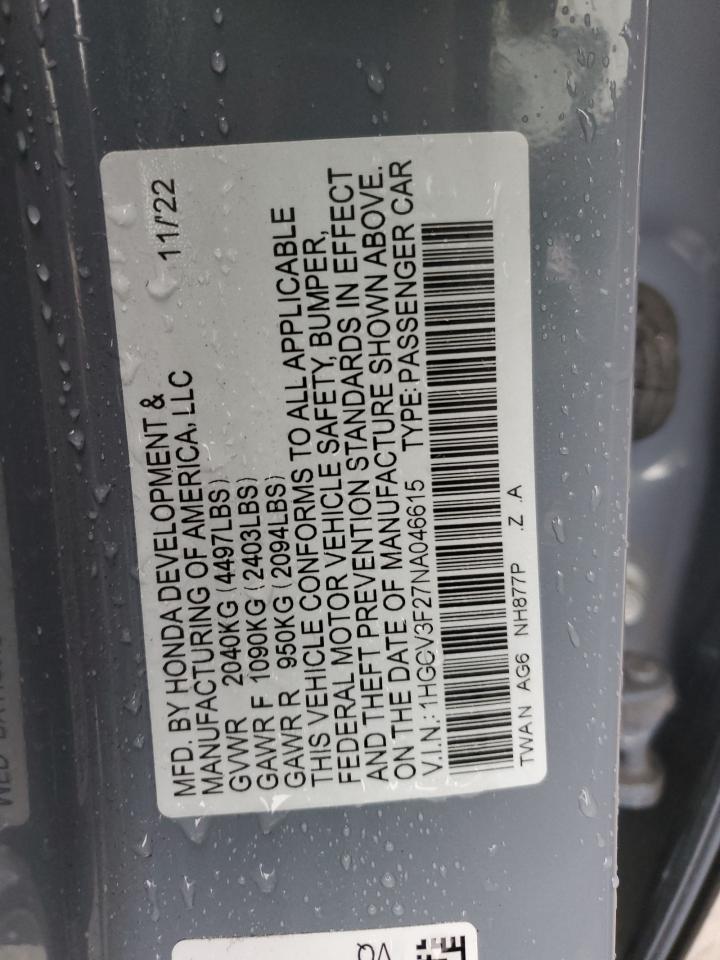 MFD. BY HONDA DEVELOPMENT &
MANUFACTURING OF AMERICA, LLC 11/'22
GVWR 2040KG (4497LBS)
GAWR F 1090KG (2403LBS)
GAWR R 950KG (2094LBS)
THIS VEHICLE CONFORMS TO ALL APPLICABLE
FEDERAL MOTOR VEHICLE SAFETY, BUMPER,
AND THEFT PREVENTION STANDARDS IN EFFECT
ON THE DATE OF MANUFACTURE SHOWN ABOVE.
V.I.N.: 1HGCV3F27NA046615 TYPE: PASSENGER CAR
TWA N AG6 NH877P .Z .A